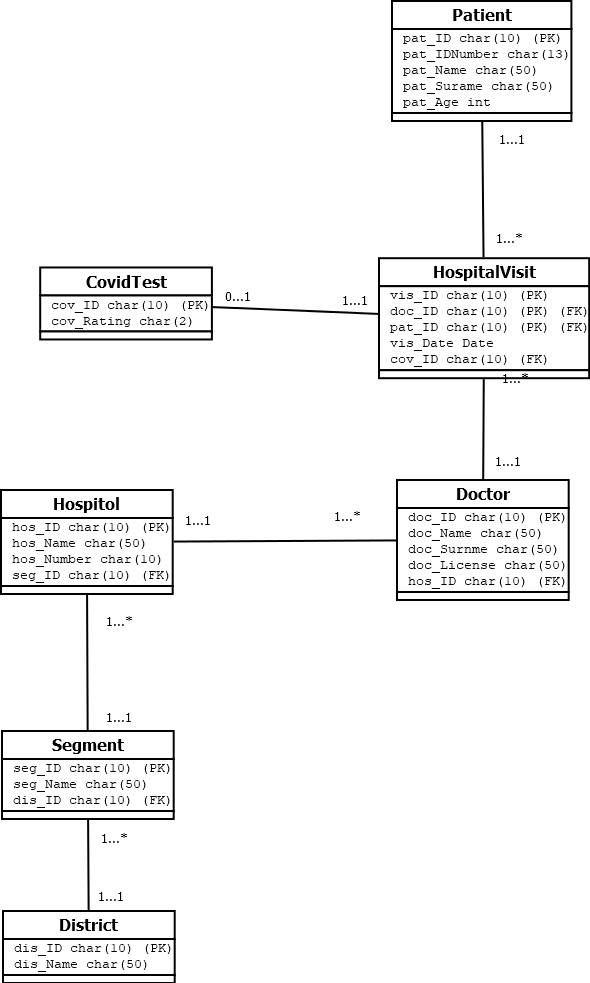 Patient
pat_ID char(10) (PK)
pat_IDNumber char(13)
pat_Name char(50)
pat_Surame char(50)
pat_Age int
1...1
1...*
CovidTest
cov_ID char(10) (PK)
cov_Rating char(2)
0...1
1...1
HospitalVisit
vis_ID char(10) (PK)
doc_ID char(10) (PK) (FK)
pat_ID char(10) (PK) (FK)
vis_Date Date
cov_ID char(10) (FK)
1...*
1...1
Hospitol
hos_ID char(10) (PK)
hos_Name char(50)
hos_Number char(10)
seg_ID char(10) (FK)
1...1
1...*
Doctor
doc_ID char(10) (PK)
doc_Name char(50)
doc_Surnme char(50)
doc_License char(50)
hos_ID char(10) (FK)
1...*
1...1
Segment
seg_ID char(10) (PK)
seg_Name char(50)
dis_ID char(10) (FK)
1...*
1...1
District
dis_ID char(10) (PK)
dis_Name char(50)